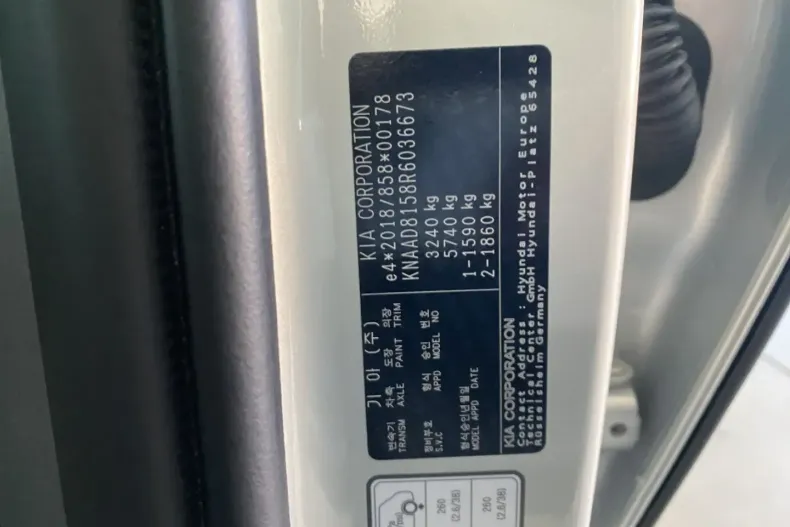 기아 (주) KIA CORPORATION
변속기 차축 도장 의장
TRANSM AXLE PAINT TRIM
e4*2018/858*00178
KNAAD8158R6036673
정비부호 형식 승인 번호
S.V.C APPD MODEL NO
3240 kg
5740 kg
형식승인년월일
MODEL APPD DATE
1-1590 kg
2-1860 kg
KIA CORPORATION
Contact Address : Hyundai Motor Europe
Technical Center GmbH Hyundai-Platz 65428
Rüsselsheim Germany
260
(2.6/38)
260
(2.6/38)